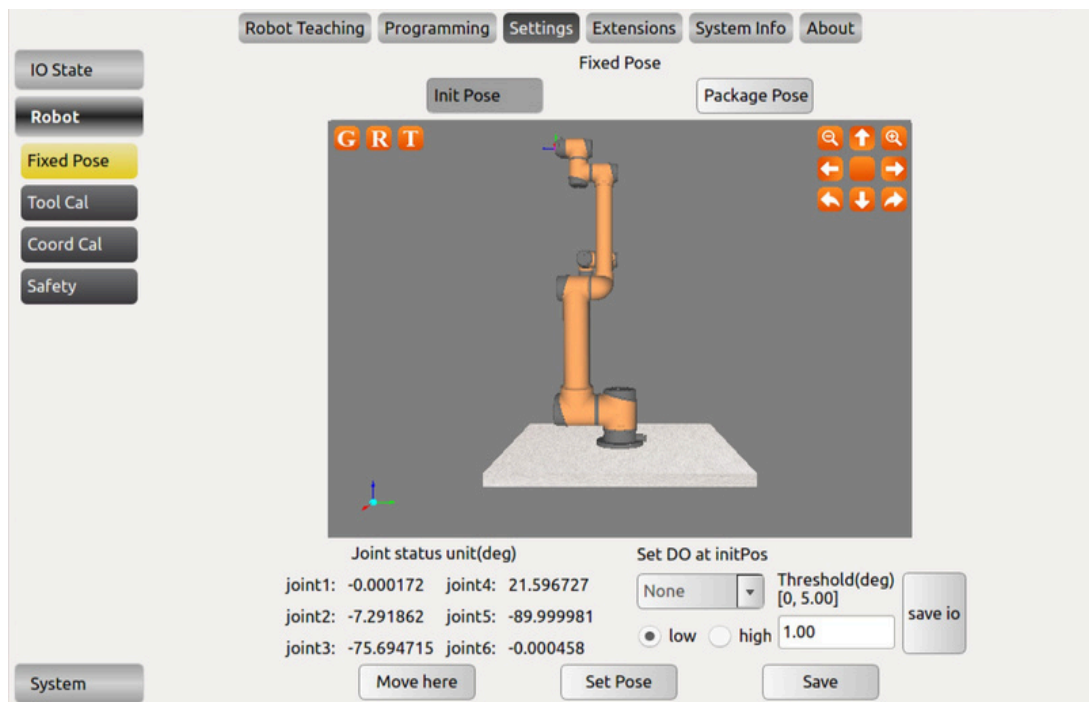 Robot Teaching Programming Settings Extensions System Info About
IO State
Robot
Fixed Pose
Tool Cal
Coord Cal
Safety
System
Fixed Pose
Init Pose Package Pose
G R T
Joint status unit(deg)
joint1: -0.000172 joint4: 21.596727
joint2: -7.291862 joint5: -89.999981
joint3: -75.694715 joint6: -0.000458
Set DO at initPos
None
low high
Threshold(deg)
[0, 5.00]
1.00
save io
Move here Set Pose Save